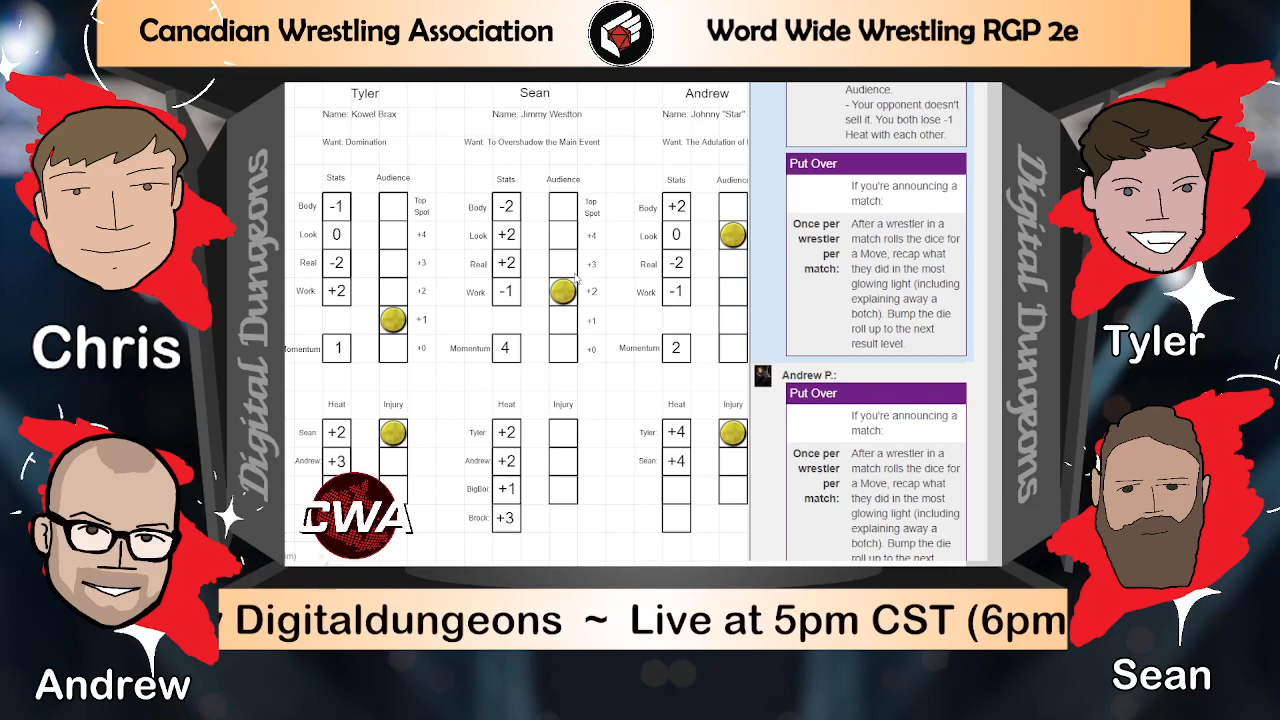 Canadian Wrestling Association
Word Wide Wrestling RGP 2e
Digital Dungeons
Digital Dungeons
Chris
Andrew
Tyler
Sean
Tyler
Name: Kowel Brax
Want: Domination
Stats Audience
Body -1 Top Spot
Look 0 +4
Real -2 +3
Work +2 +2
+1
Momentum 1 +0
Heat Injury
Sean: +2
Andrew: +3
CWA
Sean
Name: Jimmy Westton
Want: To Overshadow the Main Event
Stats Audience
Body -2 Top Spot
Look +2 +4
Real +2 +3
Work -1 +2
+1
Momentum 4 +0
Heat Injury
Tyler: +2
Andrew: +2
BigBoi: +1
Brock: +3
Andrew
Name: Johnny "Star"
Want: The Adulation of
Stats Audience
Body +2
Look 0
Real -2
Work -1
Momentum 2
Heat Injury
Tyler: +4
Sean: +4
Audience.
- Your opponent doesn't
sell it. You both lose -1
Heat with each other.
Put Over
If you're announcing a
match:
Once per wrestler per match:
After a wrestler in a
match rolls the dice for
a Move, recap what
they did in the most
glowing light (including
explaining away a
botch). Bump the die
roll up to the next
result level.
Andrew P.:
Put Over
If you're announcing a
match:
Once per wrestler per match:
After a wrestler in a
match rolls the dice for
a Move, recap what
they did in the most
glowing light (including
explaining away a
botch). Bump the die
roll up to the next
Digitaldungeons ~ Live at 5pm CST (6pm